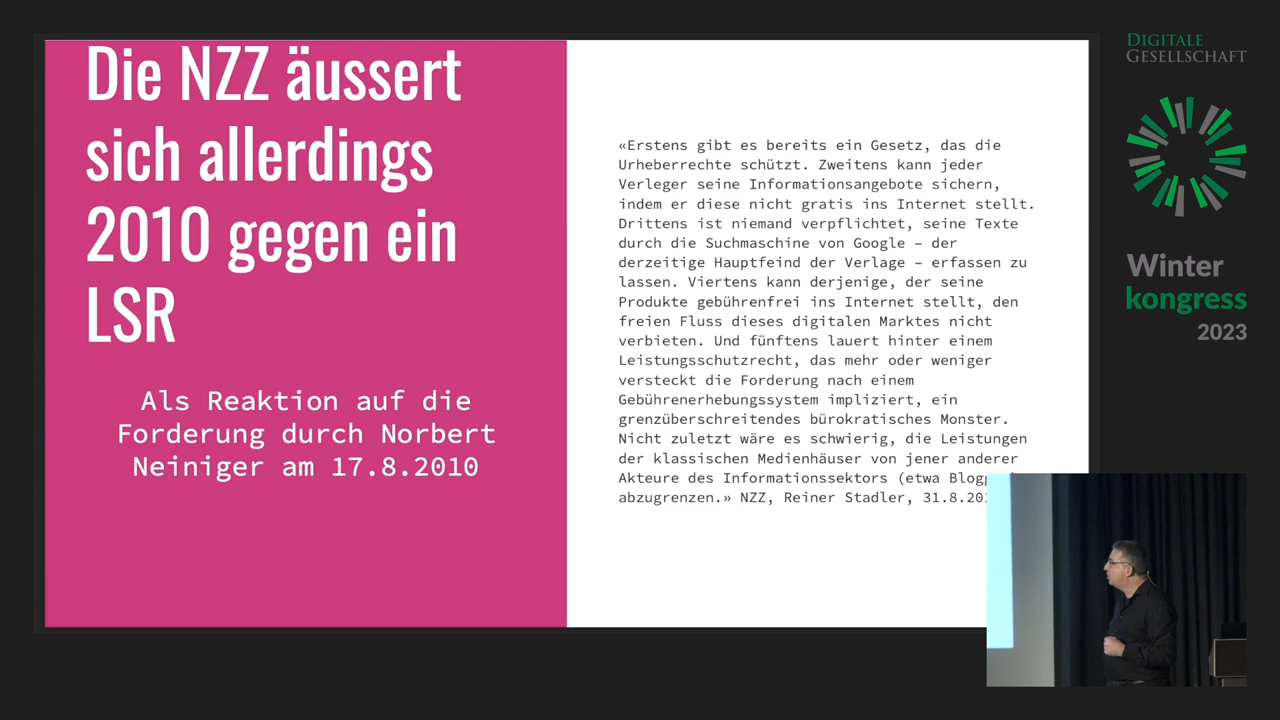 Die NZZ äussert
sich allerdings
2010 gegen ein
LSR
Als Reaktion auf die
Forderung durch Norbert
Neiniger am 17.8.2010
«Erstens gibt es bereits ein Gesetz, das die
Urheberrechte schützt. Zweitens kann jeder
Verleger seine Informationsangebote sichern,
indem er diese nicht gratis ins Internet stellt.
Drittens ist niemand verpflichtet, seine Texte
durch die Suchmaschine von Google – der
derzeitige Hauptfeind der Verlage – erfassen zu
lassen. Viertens kann derjenige, der seine
Produkte gebührenfrei ins Internet stellt, den
freien Fluss dieses digitalen Marktes nicht
verbieten. Und fünftens lauert hinter einem
Leistungsschutzrecht, das mehr oder weniger
versteckt die Forderung nach einem
Gebührenerhebungssystem impliziert, ein
grenzüberschreitendes bürokratisches Monster.
Nicht zuletzt wäre es schwierig, die Leistungen
der klassischen Medienhäuser von jener anderer
Akteure des Informationssektors (etwa
abzugrenzen.» NZZ, Reiner Stadler,
DIGITALE
GESELLSCHAFT
Winter
kongress
2023